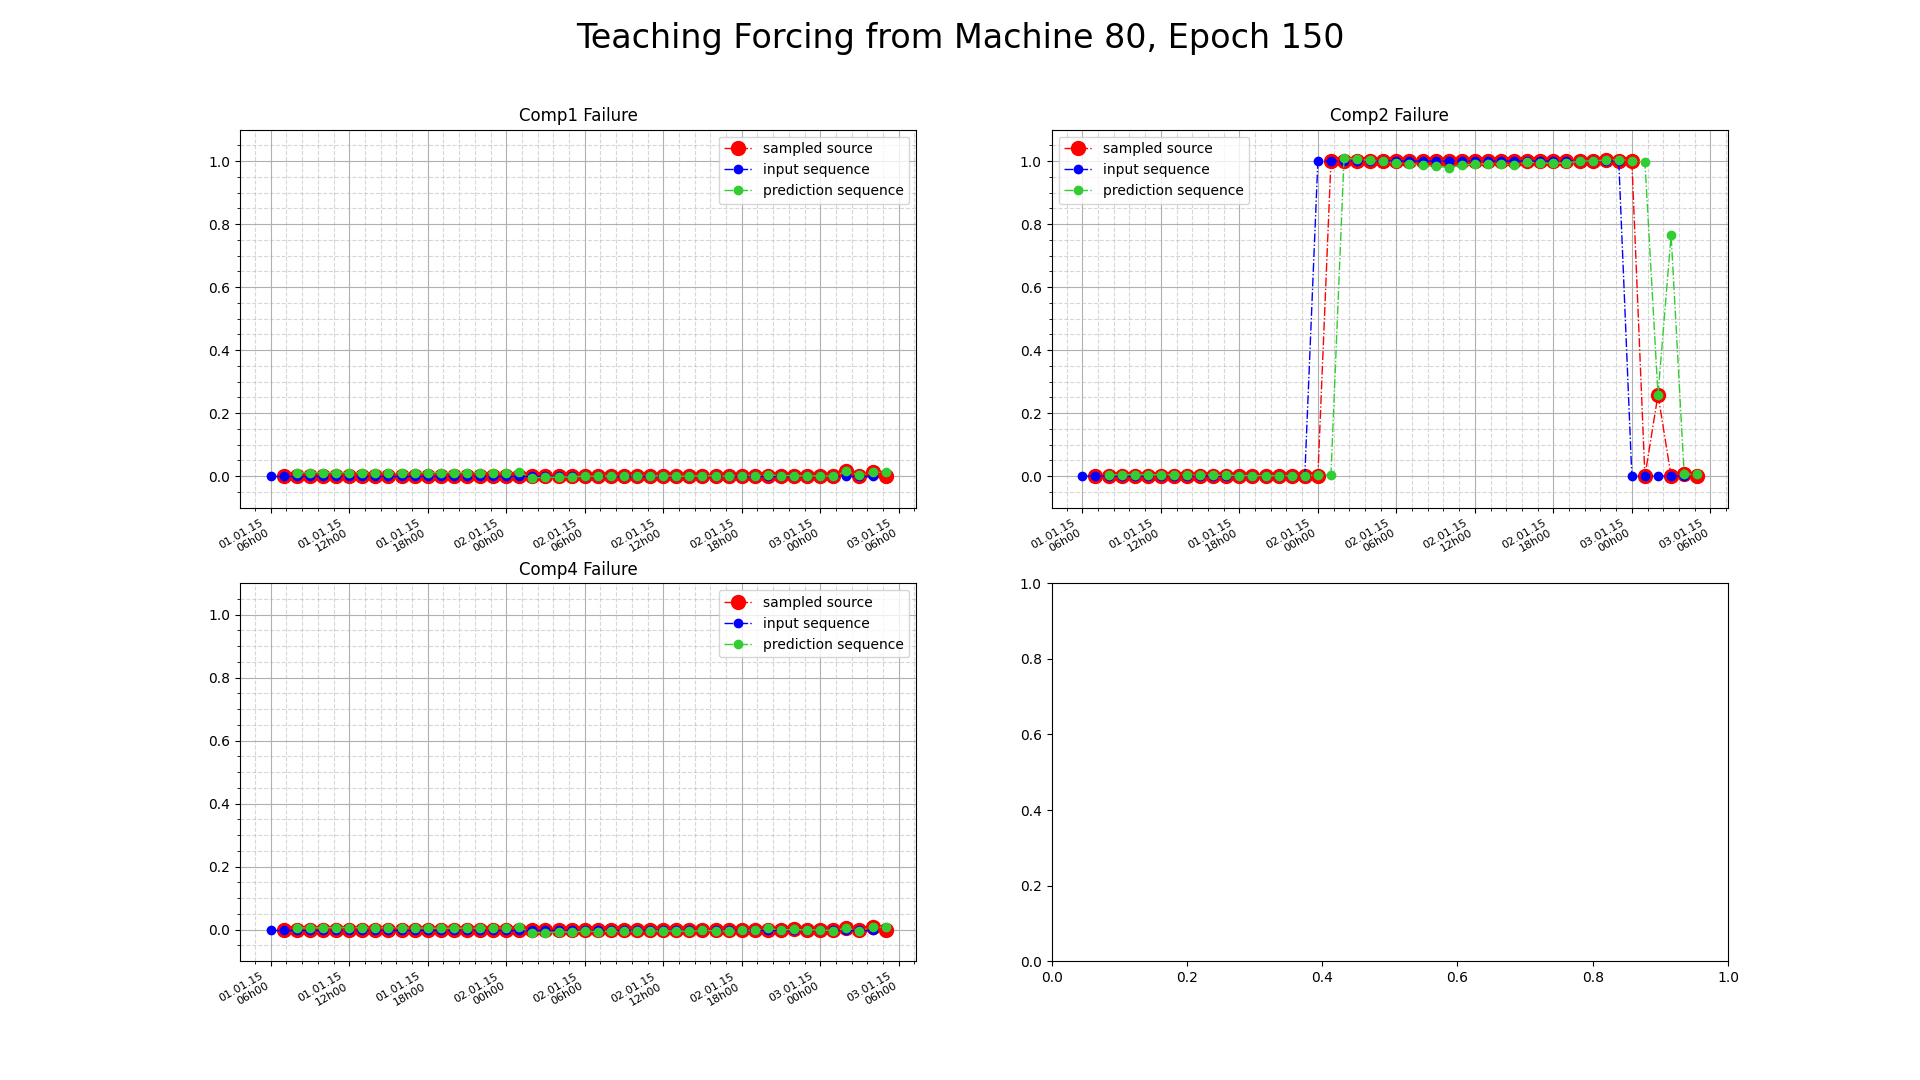 Teaching Forcing from Machine 80, Epoch 150
Comp1 Failure
1.0
0.8
0.6
0.4
0.2
0.0
sampled source
input sequence
prediction sequence
01.01.15
06h00
01.01.15
12h00
01.01.15
18h00
02.01.15
00h00
02.01.15
06h00
02.01.15
12h00
02.01.15
18h00
03.01.15
00h00
03.01.15
06h00
Comp2 Failure
1.0
0.8
0.6
0.4
0.2
0.0
sampled source
input sequence
prediction sequence
01.01.15
06h00
01.01.15
12h00
01.01.15
18h00
02.01.15
00h00
02.01.15
06h00
02.01.15
12h00
02.01.15
18h00
03.01.15
00h00
03.01.15
06h00
Comp4 Failure
1.0
0.8
0.6
0.4
0.2
0.0
sampled source
input sequence
prediction sequence
01.01.15
06h00
01.01.15
12h00
01.01.15
18h00
02.01.15
00h00
02.01.15
06h00
02.01.15
12h00
02.01.15
18h00
03.01.15
00h00
03.01.15
06h00
1.0
0.8
0.6
0.4
0.2
0.0
0.0 0.2 0.4 0.6 0.8 1.0